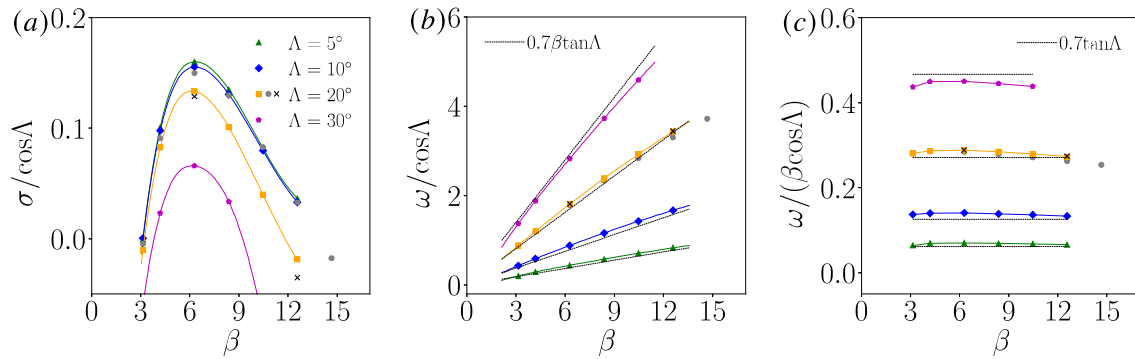 (a)
0.2
0.1
0.0
σ/cosΛ
Λ = 5°
Λ = 10°
Λ = 20°
Λ = 30°
0 3 6 9 12 15
β
(b)
6
4
2
0
ω/cosΛ
0.7βtanΛ
0 3 6 9 12 15
β
(c)
0.6
0.4
0.2
0.0
ω/(βcosΛ)
0.7tanΛ
0 3 6 9 12 15
β